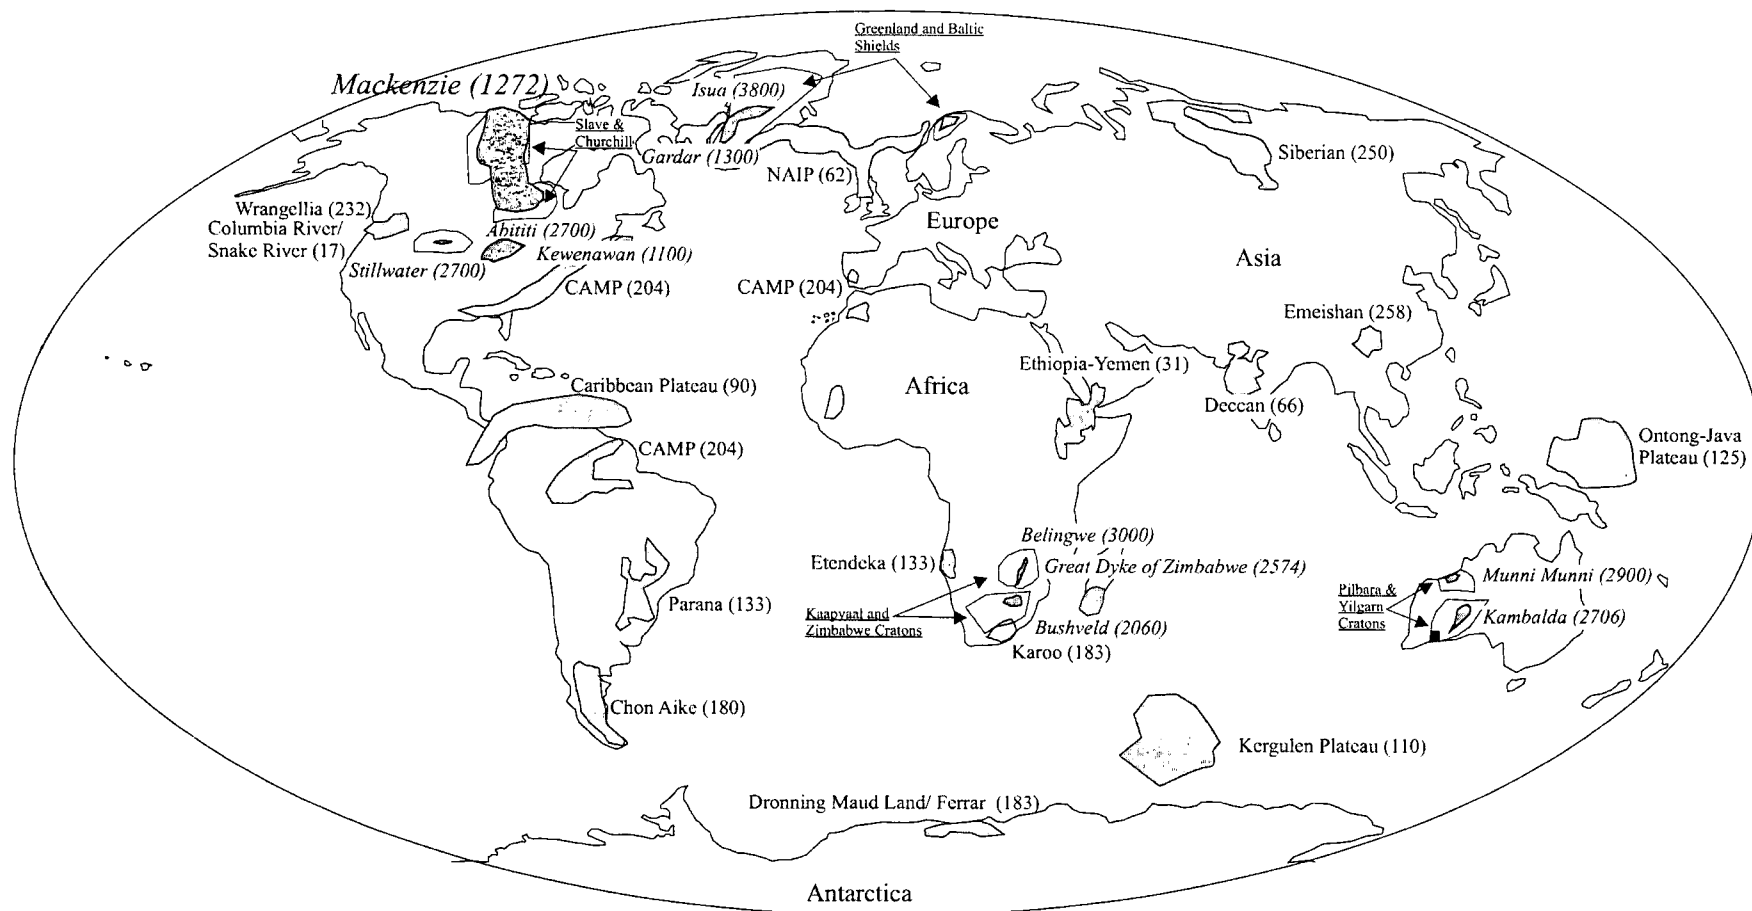 Greenland and Baltic
Shields
Mackenzie (1272)
Isua (3800)
Slave &
Churchill
Gardar (1300)
NAIP (62)
Siberian (250)
Wrangellia (232)
Columbia River/
Snake River (17)
Abititi (2700)
Kewenawan (1100)
Stillwater (2700)
CAMP (204)
Europe
Asia
CAMP (204)
Emeishan (258)
Ethiopia-Yemen (31)
Africa
Deccan (66)
Caribbean Plateau (90)
CAMP (204)
Ontong-Java
Plateau (125)
Belingwe (3000)
Etendeka (133)
Great Dyke of Zimbabwe (2574)
Kaapvaal and
Zimbabwe Cratons
Bushveld (2060)
Karoo (183)
Parana (133)
Munni Munni (2900)
Pilbara &
Yilgarn
Cratons
Kambalda (2706)
Chon Aike (180)
Kergulen Plateau (110)
Dronning Maud Land/ Ferrar (183)
Antarctica